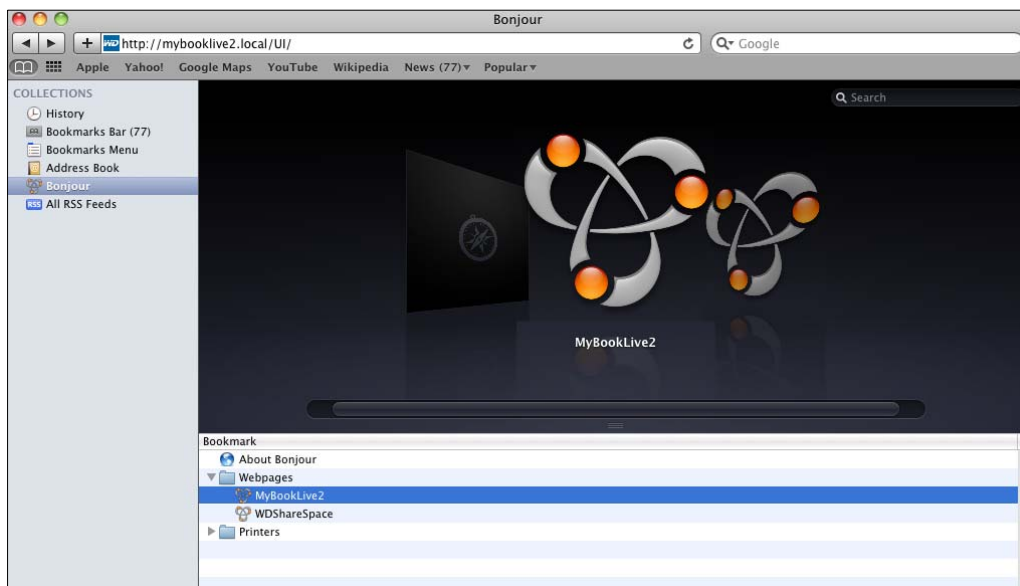 Bonjour
http://mybooklive2.local/UI/
Google
Apple Yahoo! Google Maps YouTube Wikipedia News (77) Popular
COLLECTIONS
History
Bookmarks Bar (77)
Bookmarks Menu
Address Book
Bonjour
RSS All RSS Feeds
Search
MyBookLive2
Bookmark
About Bonjour
Webpages
MyBookLive2
WDShareSpace
Printers